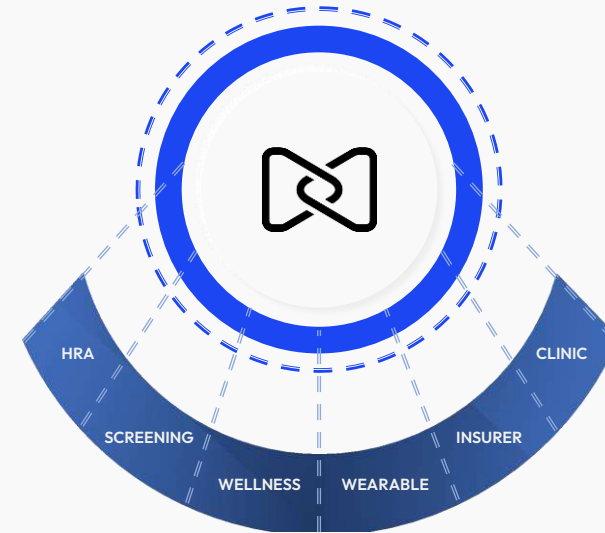 HRA
SCREENING
WELLNESS
WEARABLE
INSURER
CLINIC